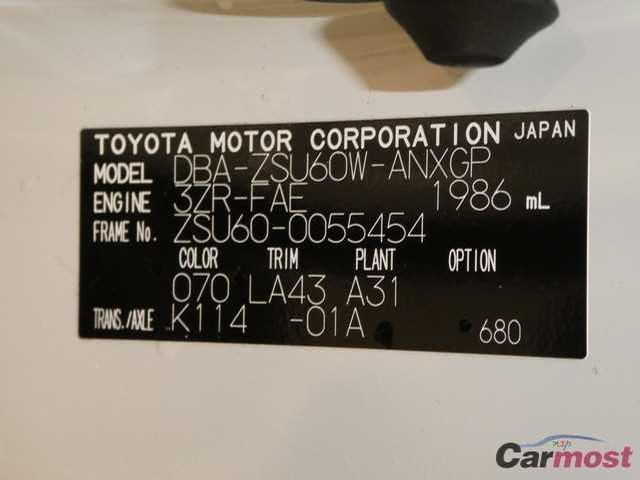 TOYOTA MOTOR CORPORATION JAPAN
MODEL DBA-ZSU60W-ANXGP
ENGINE 3ZR-FAE 1986 mL
FRAME No. ZSU60-0055454
COLOR TRIM PLANT OPTION
070 LA43 A31
TRANS./AXLE K114 -01A 680
Carmost